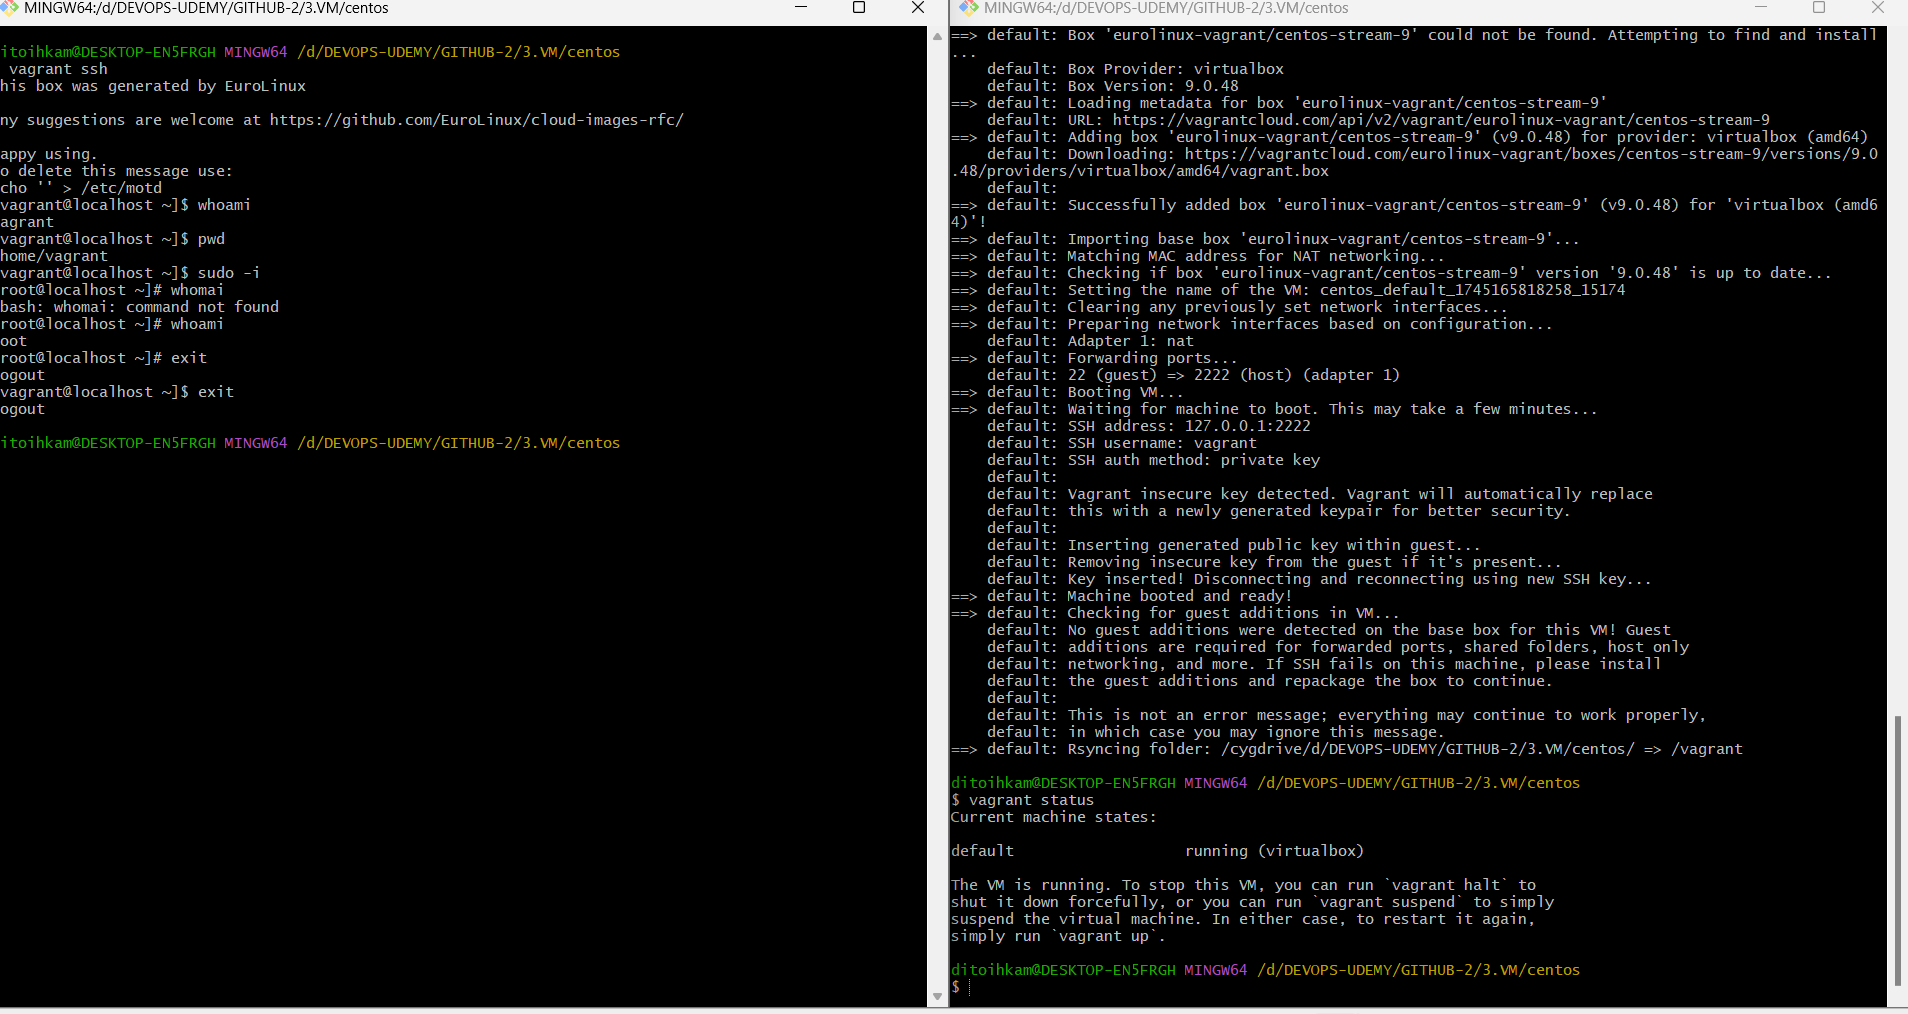 MINGW64:/d/DEVOPS-UDEMY/GITHUB-2/3.VM/centos
itoihkam@DESKTOP-EN5FRGH MINGW64 /d/DEVOPS-UDEMY/GITHUB-2/3.VM/centos
vagrant ssh
his box was generated by EuroLinux
ny suggestions are welcome at https://github.com/EuroLinux/cloud-images-rfc/
appy using.
o delete this message use:
cho '' > /etc/motd
vagrant@localhost ~]$ whoami
agrant
vagrant@localhost ~]$ pwd
home/vagrant
vagrant@localhost ~]$ sudo -i
root@localhost ~]# whomai
bash: whomai: command not found
root@localhost ~]# whoami
oot
root@localhost ~]# exit
ogout
vagrant@localhost ~]$ exit
ogout
itoihkam@DESKTOP-EN5FRGH MINGW64 /d/DEVOPS-UDEMY/GITHUB-2/3.VM/centos
MINGW64:/d/DEVOPS-UDEMY/GITHUB-2/3.VM/centos
==> default: Box 'eurolinux-vagrant/centos-stream-9' could not be found. Attempting to find and install
...
default: Box Provider: virtualbox
default: Box Version: 9.0.48
==> default: Loading metadata for box 'eurolinux-vagrant/centos-stream-9'
default: URL: https://vagrantcloud.com/api/v2/vagrant/eurolinux-vagrant/centos-stream-9
==> default: Adding box 'eurolinux-vagrant/centos-stream-9' (v9.0.48) for provider: virtualbox (amd64)
default: Downloading: https://vagrantcloud.com/eurolinux-vagrant/boxes/centos-stream-9/versions/9.0
.48/providers/virtualbox/amd64/vagrant.box
default:
==> default: Successfully added box 'eurolinux-vagrant/centos-stream-9' (v9.0.48) for 'virtualbox (amd6
4)'!
==> default: Importing base box 'eurolinux-vagrant/centos-stream-9'...
==> default: Matching MAC address for NAT networking...
==> default: Checking if box 'eurolinux-vagrant/centos-stream-9' version '9.0.48' is up to date...
==> default: Setting the name of the VM: centos_default_1745165818258_15174
==> default: Clearing any previously set network interfaces...
==> default: Preparing network interfaces based on configuration...
default: Adapter 1: nat
==> default: Forwarding ports...
default: 22 (guest) => 2222 (host) (adapter 1)
==> default: Booting VM...
==> default: Waiting for machine to boot. This may take a few minutes...
default: SSH address: 127.0.0.1:2222
default: SSH username: vagrant
default: SSH auth method: private key
default:
default: Vagrant insecure key detected. Vagrant will automatically replace
default: this with a newly generated keypair for better security.
default:
default: Inserting generated public key within guest...
default: Removing insecure key from the guest if it's present...
default: Key inserted! Disconnecting and reconnecting using new SSH key...
==> default: Machine booted and ready!
==> default: Checking for guest additions in VM...
default: No guest additions were detected on the base box for this VM! Guest
default: additions are required for forwarded ports, shared folders, host only
default: networking, and more. If SSH fails on this machine, please install
default: the guest additions and repackage the box to continue.
default:
default: This is not an error message; everything may continue to work properly,
default: in which case you may ignore this message.
==> default: Rsyncing folder: /cygdrive/d/DEVOPS-UDEMY/GITHUB-2/3.VM/centos/ => /vagrant
ditoihkam@DESKTOP-EN5FRGH MINGW64 /d/DEVOPS-UDEMY/GITHUB-2/3.VM/centos
$ vagrant status
Current machine states:
default running (virtualbox)
The VM is running. To stop this VM, you can run `vagrant halt` to
shut it down forcefully, or you can run `vagrant suspend` to simply
suspend the virtual machine. In either case, to restart it again,
simply run `vagrant up`.
ditoihkam@DESKTOP-EN5FRGH MINGW64 /d/DEVOPS-UDEMY/GITHUB-2/3.VM/centos
$